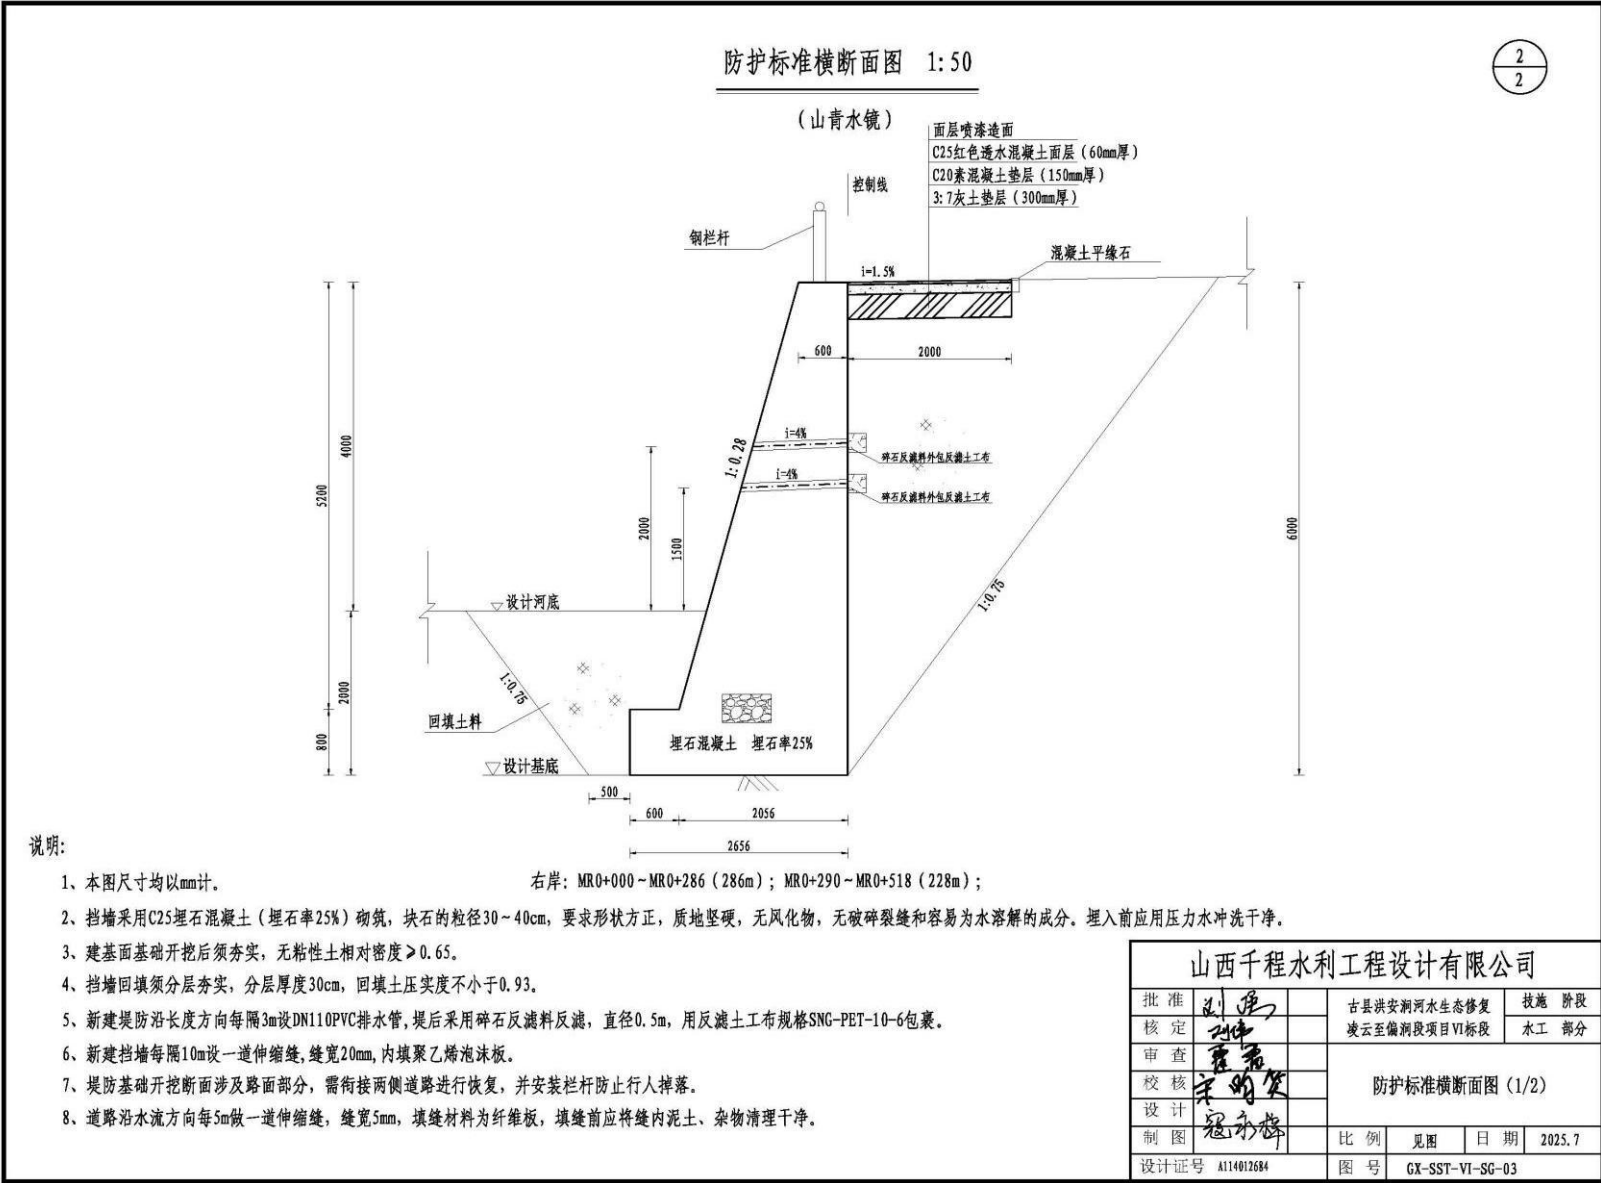 防护标准横断面图 1:50
2
2
(山青水镜)
面层喷漆造面
C25红色透水混凝土面层(60mm厚)
C20素混凝土垫层(150mm厚)
3:7灰土垫层(300mm厚)
控制线
钢栏杆
混凝土平缘石
i=1.5%
600
2000
4000
5200
1:0.28
i=4%
碎石反滤料外包反滤土工布
i=4%
碎石反滤料外包反滤土工布
2000
1500
6000
1:0.75
设计河底
1:0.75
2000
回填土料
800
埋石混凝土 埋石率25%
设计基底
500
600
2056
2656
说明:
右岸: MR0+000~MR0+286(286m); MR0+290~MR0+518(228m);
1、本图尺寸均以mm计。
2、挡墙采用C25埋石混凝土(埋石率25%)砌筑, 块石的粒径30~40cm, 要求形状方正, 质地坚硬, 无风化物, 无破碎裂缝和容易为水溶解的成分。埋入前应用压力水冲洗干净。
3、建基面基础开挖后须夯实, 无粘性土相对密度≥0.65。
4、挡墙回填须分层夯实, 分层厚度30cm, 回填土压实度不小于0.93。
5、新建堤防沿长度方向每隔3m设DN110PVC排水管,堤后采用碎石反滤料反滤, 直径0.5m, 用反滤土工布规格SNG-PET-10-6包裹。
6、新建挡墙每隔10m设一道伸缩缝,缝宽20mm,内填聚乙烯泡沫板。
7、堤防基础开挖断面涉及路面部分, 需衔接两侧道路进行恢复, 并安装栏杆防止行人掉落。
8、道路沿水流方向每5m做一道伸缩缝, 缝宽5mm, 填缝材料为纤维板, 填缝前应将缝内泥土、杂物清理干净。
山西千程水利工程设计有限公司
批准
核定
审查
校核
设计
制图
古县洪安涧河水生态修复
凌云至偏涧段项目VI标段
技施 阶段
水工 部分
防护标准横断面图(1/2)
比例 见图 日期 2025.7
设计证号 A114012684
图号 GX-SST-VI-SG-03